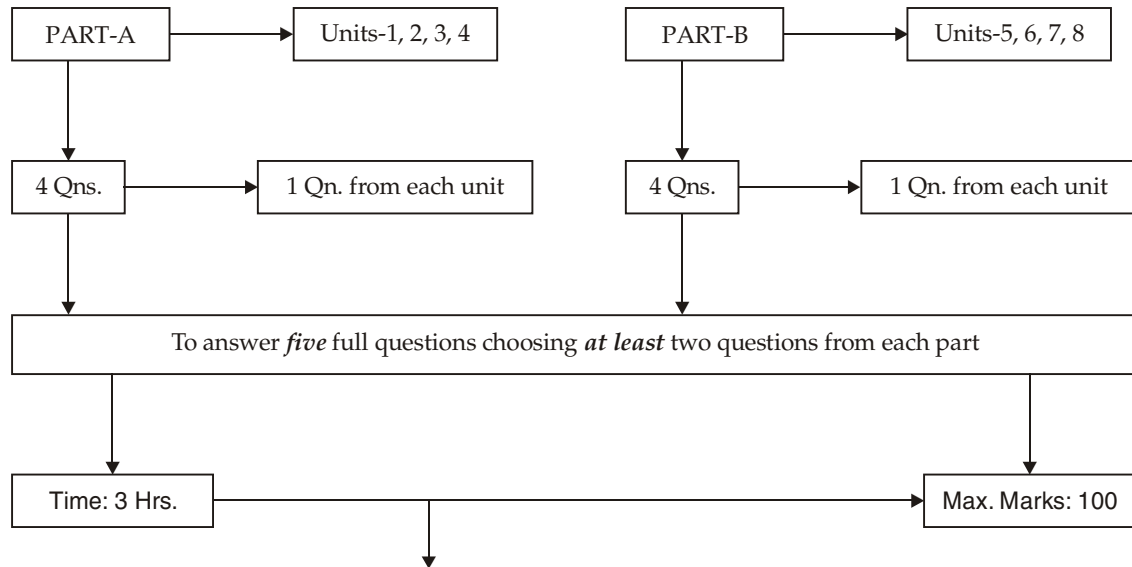 PART-A
Units-1, 2, 3, 4
PART-B
Units-5, 6, 7, 8
4 Qns.
1 Qn. from each unit
4 Qns.
1 Qn. from each unit
To answer five full questions choosing at least two questions from each part
Time: 3 Hrs.
Max. Marks: 100